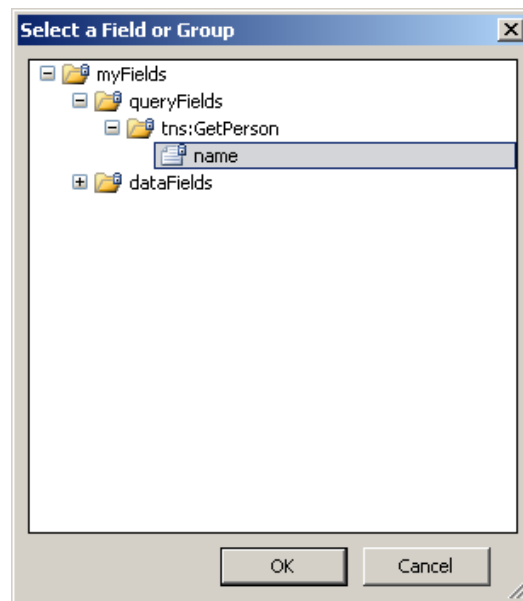 Select a Field or Group
myFields
queryFields
tns:GetPerson
name
dataFields
OK
Cancel